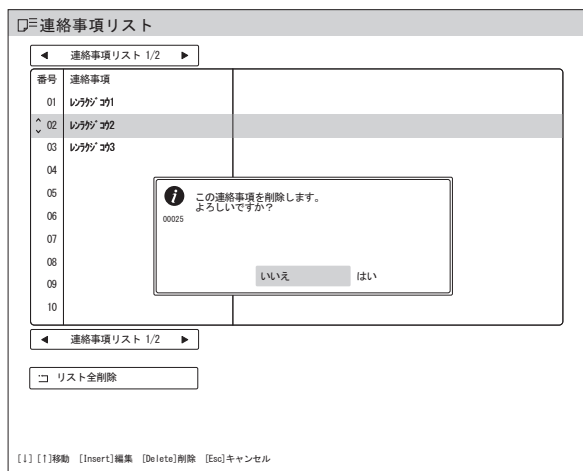 連絡事項リスト
◀ 連絡事項リスト 1/2 ▶
番号 連絡事項
01 ﾚﾝﾗｸｼﾞｺｳ1
02 ﾚﾝﾗｸｼﾞｺｳ2
03 ﾚﾝﾗｸｼﾞｺｳ3
04
05
06
07
08
09
10
この連絡事項を削除します。
よろしいですか?
00025
いいえ はい
◀ 連絡事項リスト 1/2 ▶
リスト全削除
[↓][↑]移動 [Insert]編集 [Delete]削除 [Esc]キャンセル